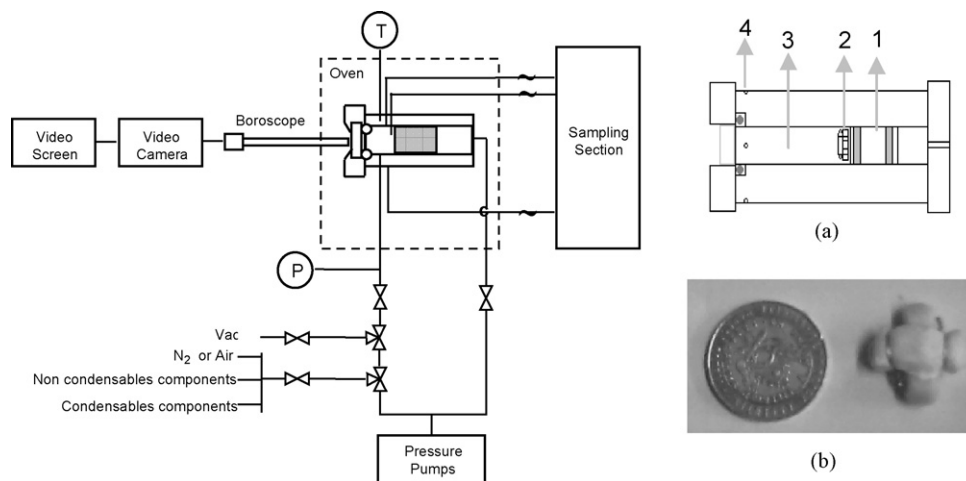 T
Oven
Boroscope
Video
Screen
Video
Camera
Sampling
Section
P
Vac
N2 or Air
Non condensables components
Condensables components
Pressure
Pumps
4 3 2 1
(a)
(b)